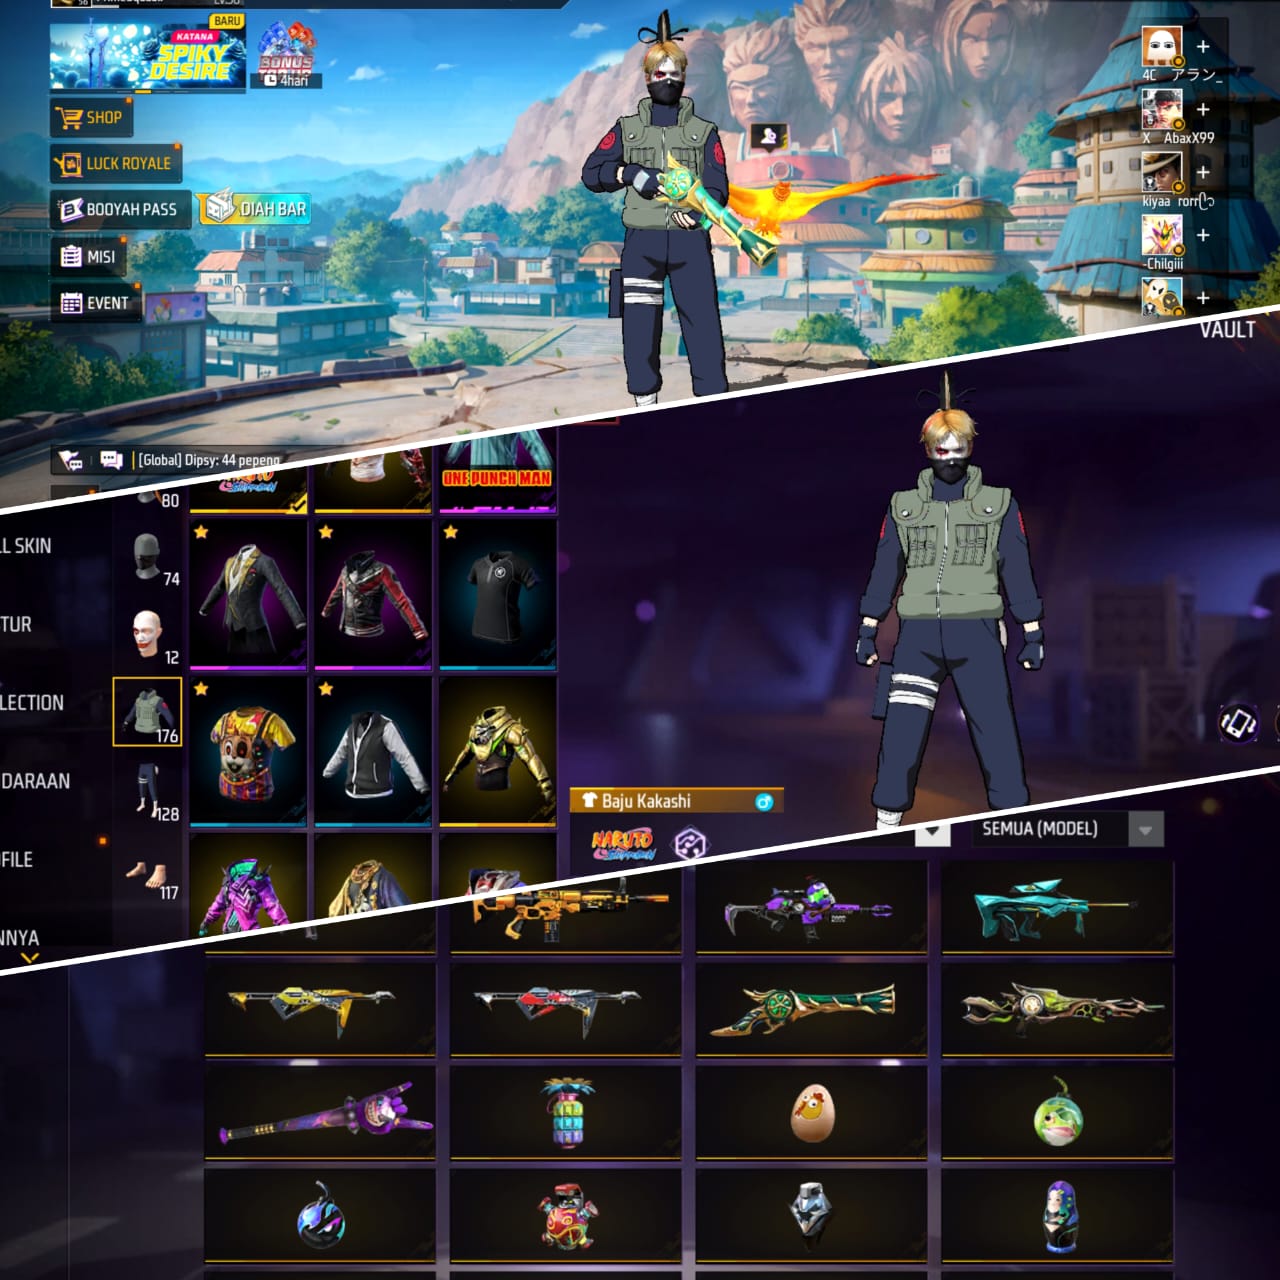 BARU
KATANA
SPIKY
DESIRE
BONUS
4hari
SHOP
LUCK ROYALE
BOOYAH PASS
DIAH BAR
MISI
EVENT
4C アラン_
X AbaxX99
kiyaa
-Chilgiii
[Global] Dipsy: 44 pepeng
VAULT
80
ONE PUNCH MAN
L SKIN
74
TUR
12
LECTION
176
DARAAN
128
FILE
117
NNYA
Baju Kakashi
NARUTO
SHIPPUDEN
SEMUA (MODEL)